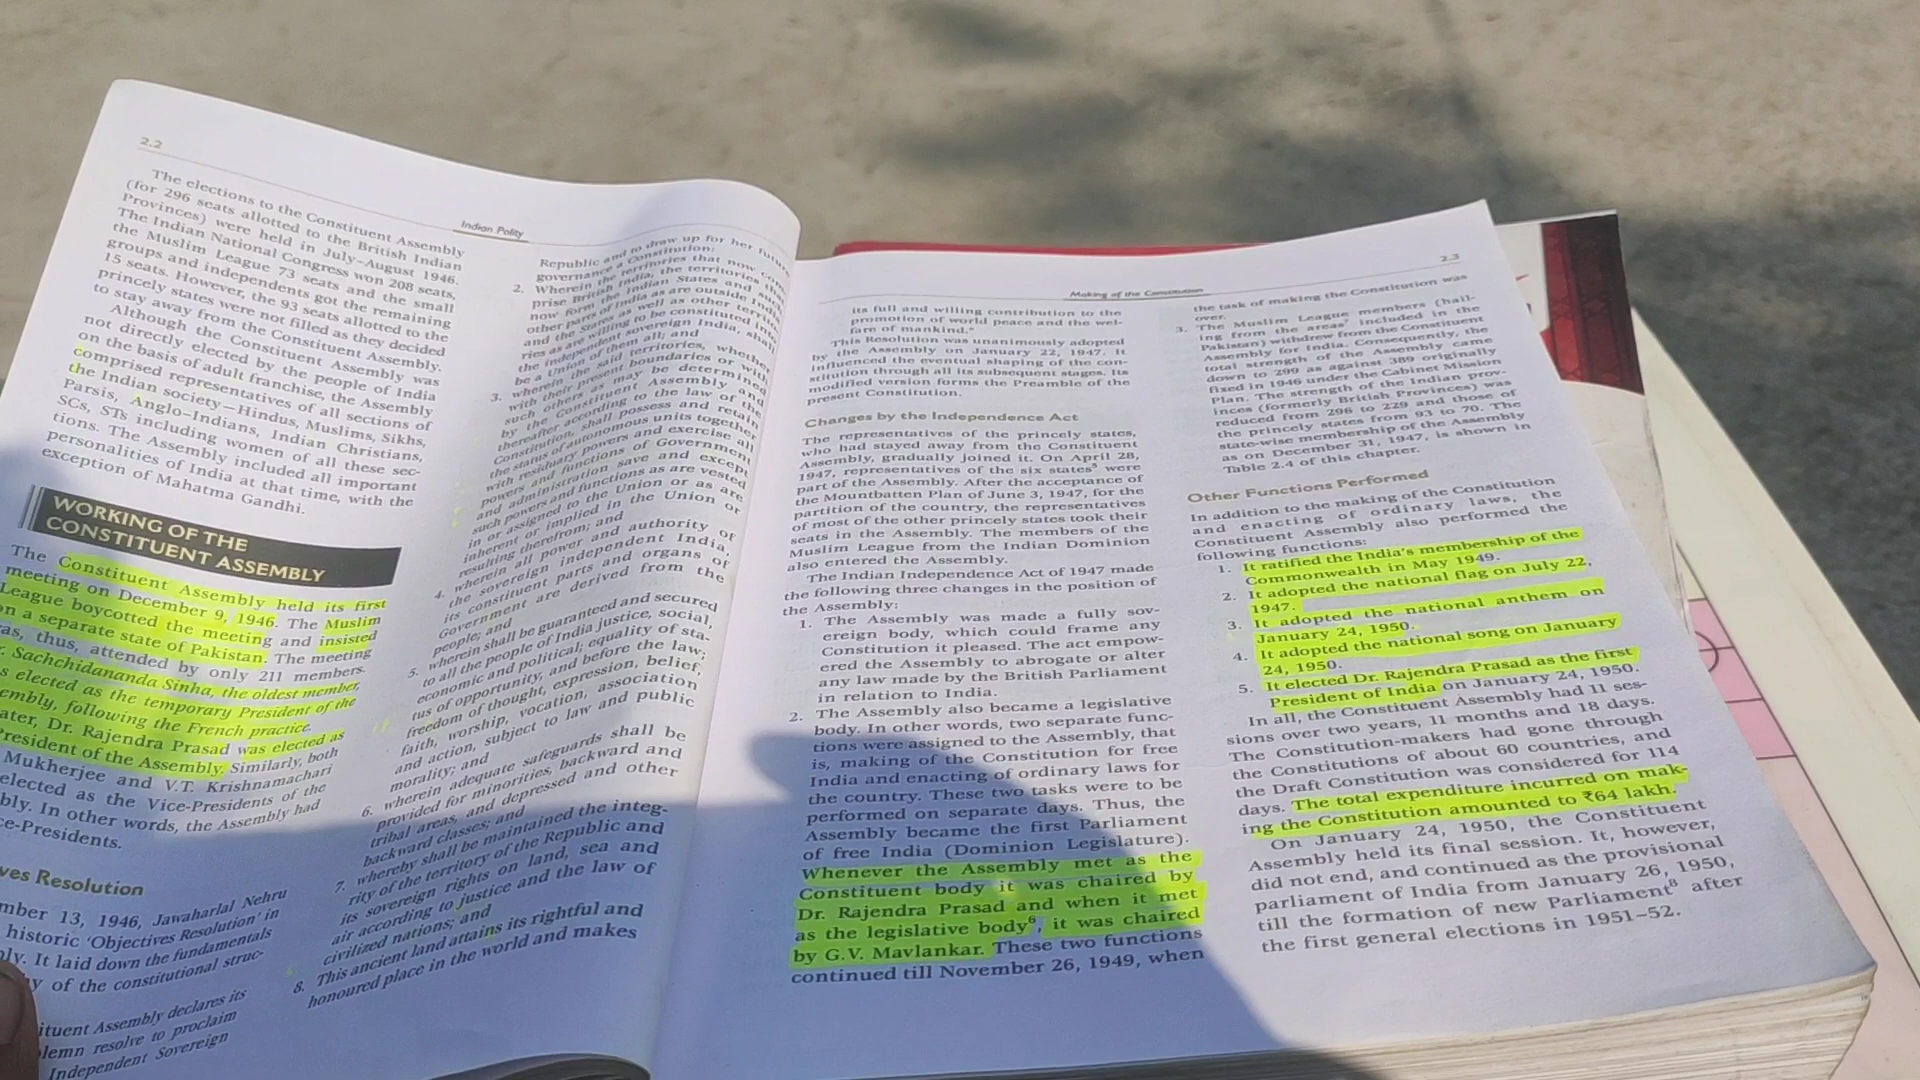 2.2
Indian Polity
The elections to the Constituent Assembly
(for 296 seats allotted to the British Indian
Provinces) were held in July–August 1946.
The Indian National Congress won 208 seats,
the Muslim League 73 seats and the small
groups and independents got the remaining
15 seats. However, the 93 seats allotted to the
princely states were not filled as they decided
to stay away from the Constituent Assembly.
Although the Constituent Assembly was
not directly elected by the people of India
on the basis of adult franchise, the Assembly
comprised representatives of all sections of
the Indian society—Hindus, Muslims, Sikhs,
Parsis, Anglo-Indians, Indian Christians,
SCs, STs including women of all these sec-
tions. The Assembly included all important
personalities of India at that time, with the
exception of Mahatma Gandhi.
WORKING OF THE
CONSTITUENT ASSEMBLY
The Constituent Assembly held its first
meeting on December 9, 1946. The Muslim
League boycotted the meeting and insisted
on a separate state of Pakistan. The meeting
as, thus, attended by only 211 members.
r. Sachchidananda Sinha, the oldest member,
s elected as the temporary President of the
embly, following the French practice.
ater, Dr. Rajendra Prasad was elected as
President of the Assembly. Similarly, both
Mukherjee and V.T. Krishnamachari
elected as the Vice-Presidents of the
bly. In other words, the Assembly had
ce-Presidents.
ves Resolution
mber 13, 1946, Jawaharlal Nehru
historic 'Objectives Resolution' in
ly. It laid down the fundamentals
y of the constitutional struc-
ituent Assembly declares its
lemn resolve to proclaim
Independent Sovereign
Republic and to draw up for her future
governance a Constitution:
2. Wherein the territories that now com-
prise British India, the territories that
now form the Indian States and such
other parts of India as are outside India
and the States as well as other territo-
ries as are willing to be constituted into
the independent sovereign India, shall
be a Union of them all; and
3. wherein the said territories, whether
with their present boundaries or with
such others as may be determined
by the Constituent Assembly and
thereafter according to the law of the
Constitution, shall possess and retain
the status of autonomous units together
with residuary powers and exercise all
powers and functions of Government
and administration save and except
such powers and functions as are vested
in or assigned to the Union or as are
inherent or implied in the Union or
resulting therefrom; and
4. wherein all power and authority of
the sovereign independent India,
its constituent parts and organs of
Government are derived from the
people; and
5. wherein shall be guaranteed and secured
to all the people of India justice, social,
economic and political; equality of sta-
tus of opportunity, and before the law;
freedom of thought, expression, belief,
faith, worship, vocation, association
and action, subject to law and public
morality; and
6. wherein adequate safeguards shall be
provided for minorities, backward and
tribal areas, and depressed and other
backward classes; and
7. whereby shall be maintained the integ-
rity of the territory of the Republic and
its sovereign rights on land, sea and
air according to justice and the law of
civilized nations; and
8. This ancient land attains its rightful and
honoured place in the world and makes
Making of the Constitution
2.3
its full and willing contribution to the
promotion of world peace and the wel-
fare of mankind."
This Resolution was unanimously adopted
by the Assembly on January 22, 1947. It
influenced the eventual shaping of the con-
stitution through all its subsequent stages. Its
modified version forms the Preamble of the
present Constitution.
Changes by the Independence Act
The representatives of the princely states,
who had stayed away from the Constituent
Assembly, gradually joined it. On April 28,
1947, representatives of the six states5 were
part of the Assembly. After the acceptance of
the Mountbatten Plan of June 3, 1947, for the
partition of the country, the representatives
of most of the other princely states took their
seats in the Assembly. The members of the
Muslim League from the Indian Dominion
also entered the Assembly.
The Indian Independence Act of 1947 made
the following three changes in the position of
the Assembly:
1. The Assembly was made a fully sov-
ereign body, which could frame any
Constitution it pleased. The act empow-
ered the Assembly to abrogate or alter
any law made by the British Parliament
in relation to India.
2. The Assembly also became a legislative
body. In other words, two separate func-
tions were assigned to the Assembly, that
is, making of the Constitution for free
India and enacting of ordinary laws for
the country. These two tasks were to be
performed on separate days. Thus, the
Assembly became the first Parliament
of free India (Dominion Legislature).
Whenever the Assembly met as the
Constituent body it was chaired by
Dr. Rajendra Prasad and when it met
as the legislative body6, it was chaired
by G.V. Mavlankar. These two functions
continued till November 26, 1949, when
the task of making the Constitution was
over.
3. The Muslim League members (hail-
ing from the areas7 included in the
Pakistan) withdrew from the Constituent
Assembly for India. Consequently, the
total strength of the Assembly came
down to 299 as against 389 originally
fixed in 1946 under the Cabinet Mission
Plan. The strength of the Indian prov-
inces (formerly British Provinces) was
reduced from 296 to 229 and those of
the princely states from 93 to 70. The
state-wise membership of the Assembly
as on December 31, 1947, is shown in
Table 2.4 of this chapter.
Other Functions Performed
In addition to the making of the Constitution
and enacting of ordinary laws, the
Constituent Assembly also performed the
following functions:
1. It ratified the India's membership of the
Commonwealth in May 1949.
2. It adopted the national flag on July 22,
1947.
3. It adopted the national anthem on
January 24, 1950.
4. It adopted the national song on January
24, 1950.
5. It elected Dr. Rajendra Prasad as the first
President of India on January 24, 1950.
In all, the Constituent Assembly had 11 ses-
sions over two years, 11 months and 18 days.
The Constitution-makers had gone through
the Constitutions of about 60 countries, and
the Draft Constitution was considered for 114
days. The total expenditure incurred on mak-
ing the Constitution amounted to ₹64 lakh.
On January 24, 1950, the Constituent
Assembly held its final session. It, however,
did not end, and continued as the provisional
parliament of India from January 26, 1950,
till the formation of new Parliament8 after
the first general elections in 1951–52.